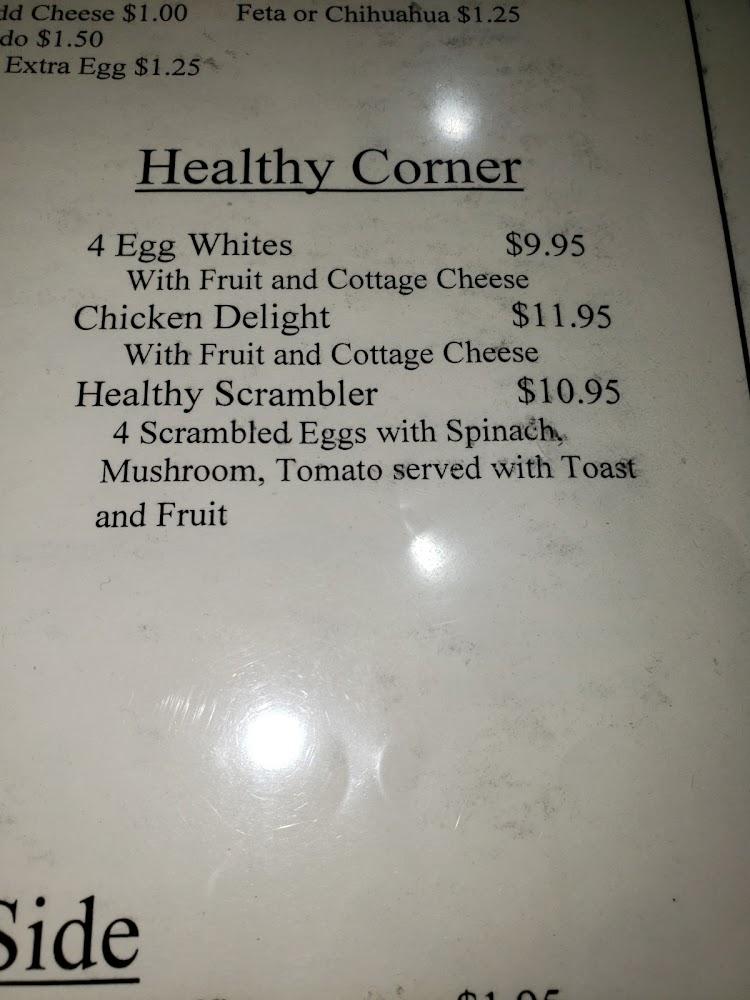 Cheese $1.00 Feta or Chihuahua $1.25
$1.50
Extra Egg $1.25
Healthy Corner
4 Egg Whites $9.95
With Fruit and Cottage Cheese
Chicken Delight $11.95
With Fruit and Cottage Cheese
Healthy Scrambler $10.95
4 Scrambled Eggs with Spinach,
Mushroom, Tomato served with Toast
and Fruit
Side